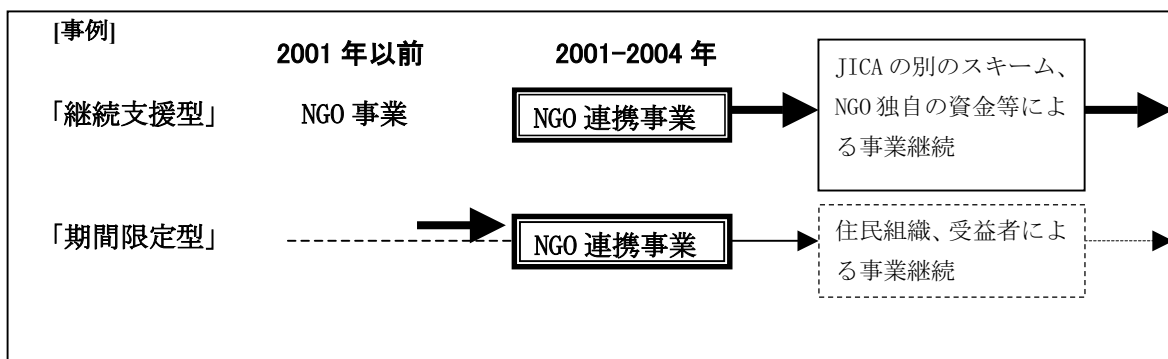 [事例]
2001 年以前 2001-2004 年
「継続支援型」 NGO 事業 NGO 連携事業
JICA の別のスキーム、
NGO 独自の資金等によ
る事業継続
「期間限定型」 NGO 連携事業
住民組織、受益者によ
る事業継続